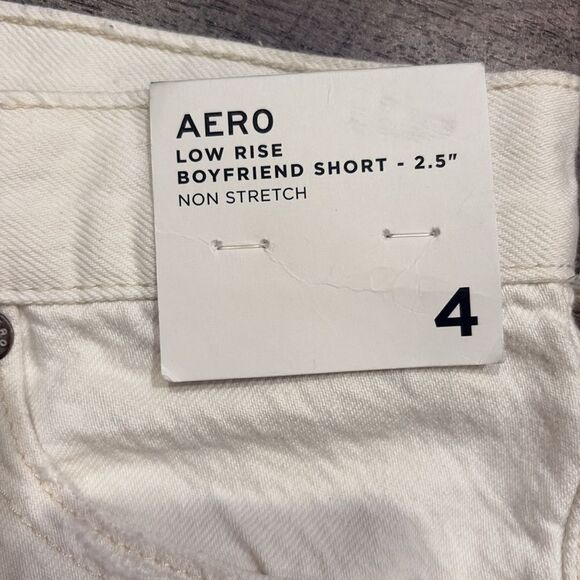 AERO
LOW RISE
BOYFRIEND SHORT - 2.5"
NON STRETCH
4